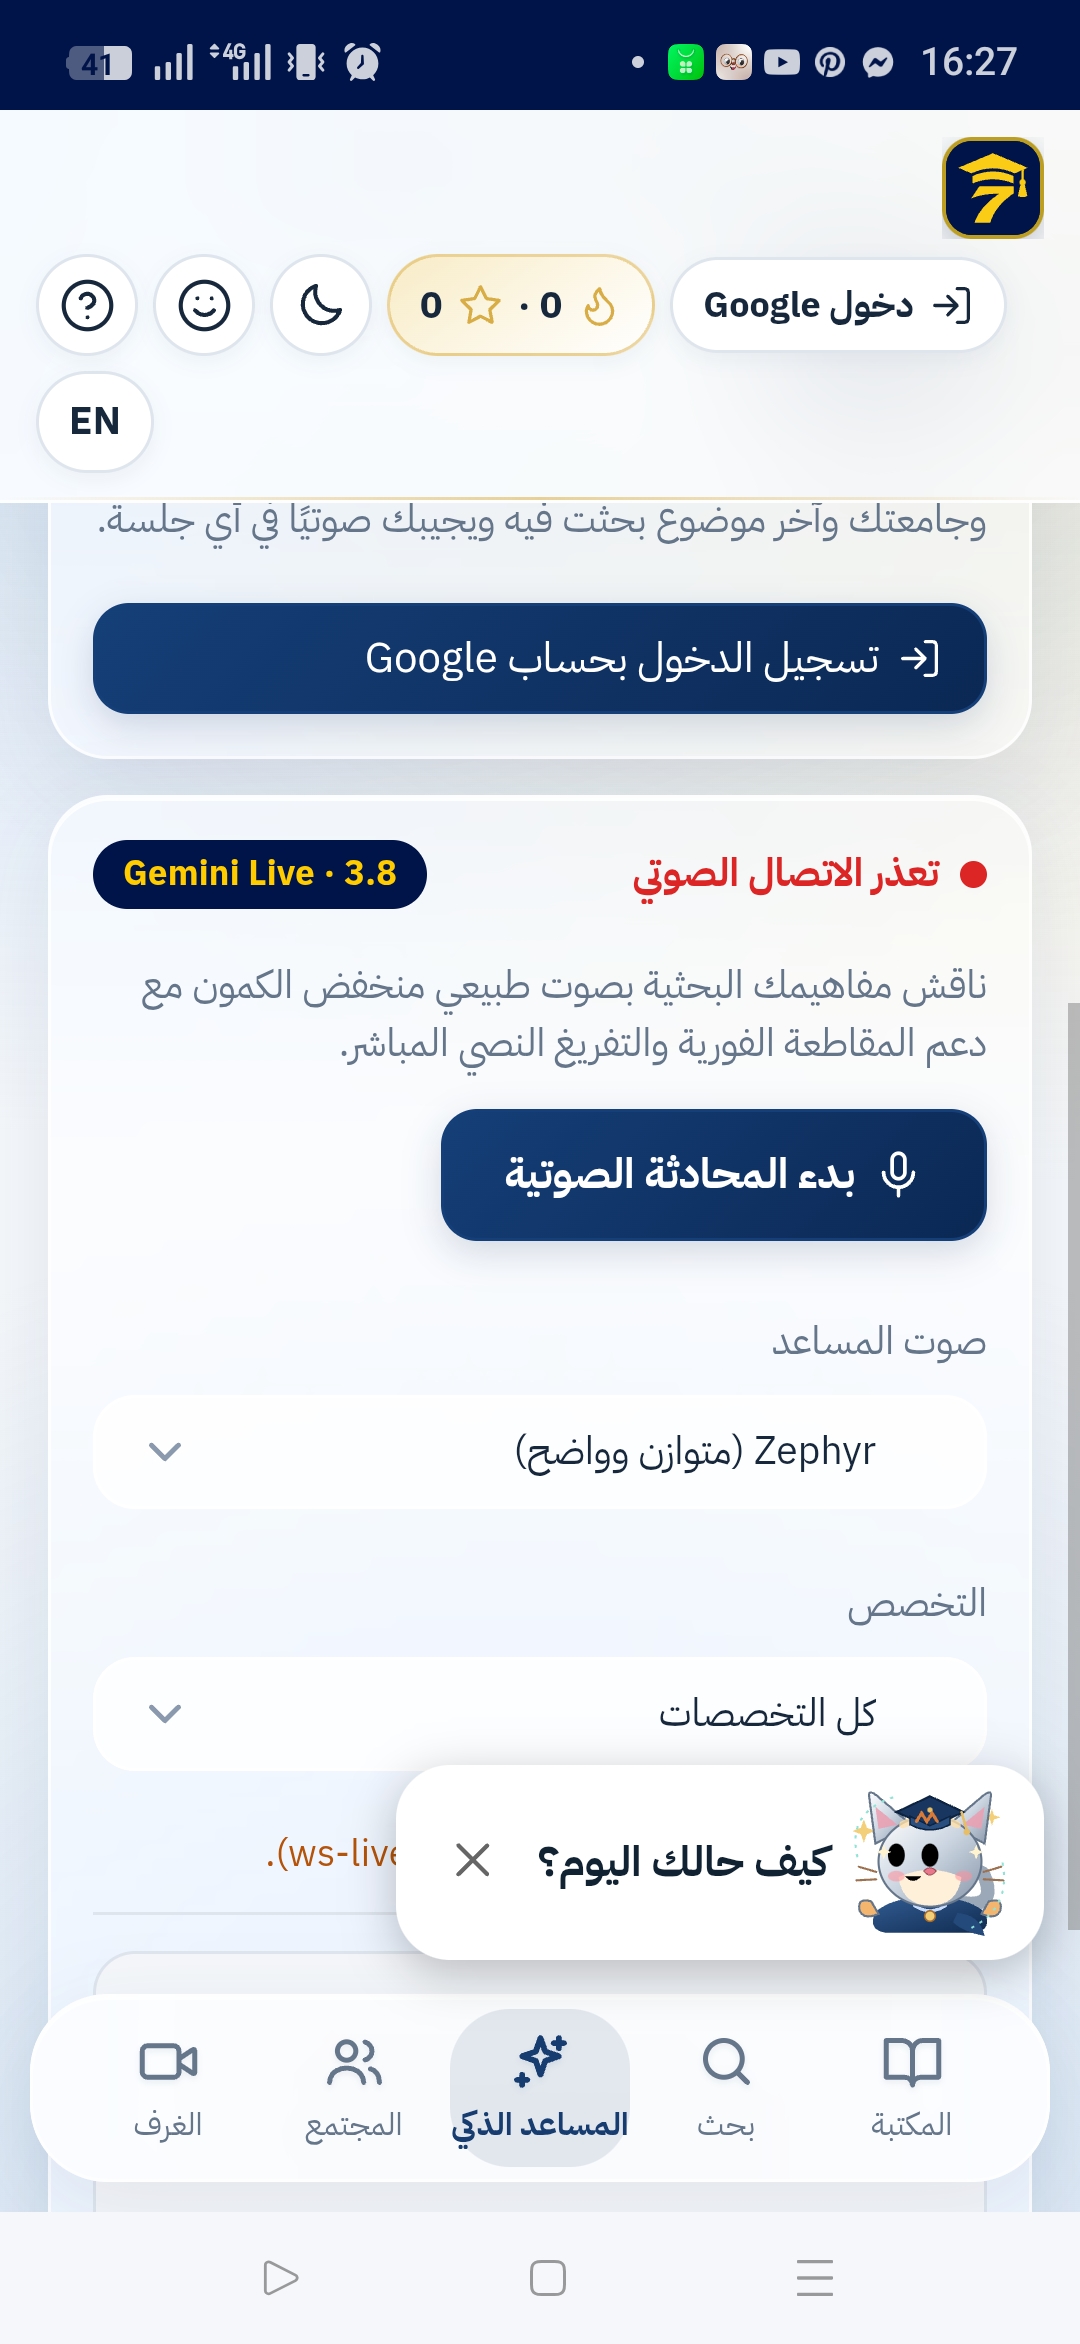 41
4G
16:27
7
دخول Google
0 · 0
EN
وجامعتك وآخر موضوع بحثت فيه ويجيبك صوتيًا في أي جلسة.
تسجيل الدخول بحساب Google
تعذر الاتصال الصوتي
Gemini Live · 3.8
ناقش مفاهيمك البحثية بصوت طبيعي منخفض الكمون مع
دعم المقاطعة الفورية والتفريغ النصي المباشر.
بدء المحادثة الصوتية
صوت المساعد
Zephyr (متوازن وواضح)
التخصص
كل التخصصات
(ws-live).
كيف حالك اليوم؟
المكتبة
بحث
المساعد الذكي
المجتمع
الغرف